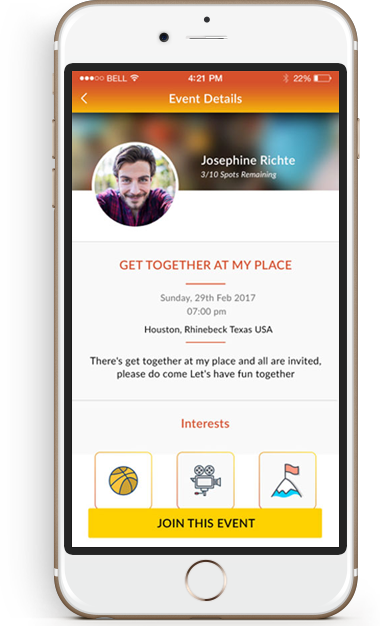 ●●●○○ BELL 4:21 PM 22%
Event Details
Josephine Richte
3/10 Spots Remaining
GET TOGETHER AT MY PLACE
Sunday, 29th Feb 2017
07:00 pm
Houston, Rhinebeck Texas USA
There's get together at my place and all are invited,
please do come Let's have fun together
Interests
JOIN THIS EVENT